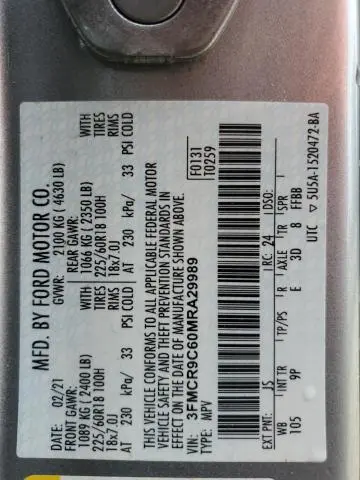 MFD. BY FORD MOTOR CO.
DATE: 02/21 GVWR: 2100 KG ( 4630 LB)
FRONT GAWR: REAR GAWR:
1089 KG ( 2400 LB) WITH 1066 KG ( 2350 LB) WITH
225/60R18 100H TIRES 225/60R18 100H TIRES
18x7.0J RIMS 18x7.0J RIMS
AT 230 kPa/ 33 PSI COLD AT 230 kPa/ 33 PSI COLD
THIS VEHICLE CONFORMS TO ALL APPLICABLE FEDERAL MOTOR
VEHICLE SAFETY AND THEFT PREVENTION STANDARDS IN
EFFECT ON THE DATE OF MANUFACTURE SHOWN ABOVE.
VIN: 3FMCR9C60MRA29989 F0131
TYPE: MPV T0259
EXT PNT: JS RC: 24 DSO:
WB INT TR TP/PS R AXLE TR SPR
105 9P E 3D 8 FFBB
UTC ▽ 5U5A-1520472-BA